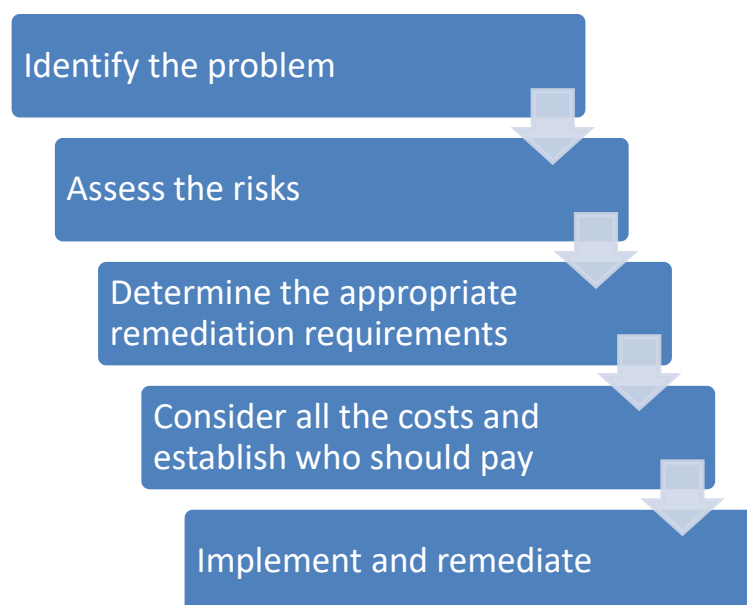 Identify the problem
Assess the risks
Determine the appropriate
remediation requirements
Consider all the costs and
establish who should pay
Implement and remediate